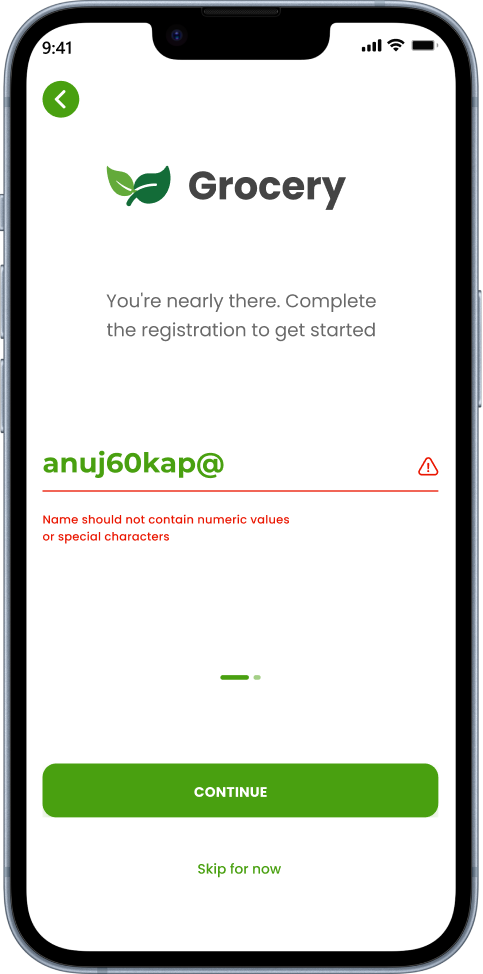 9:41
Grocery
You're nearly there. Complete
the registration to get started
anuj60kap@
Name should not contain numeric values
or special characters
CONTINUE
Skip for now